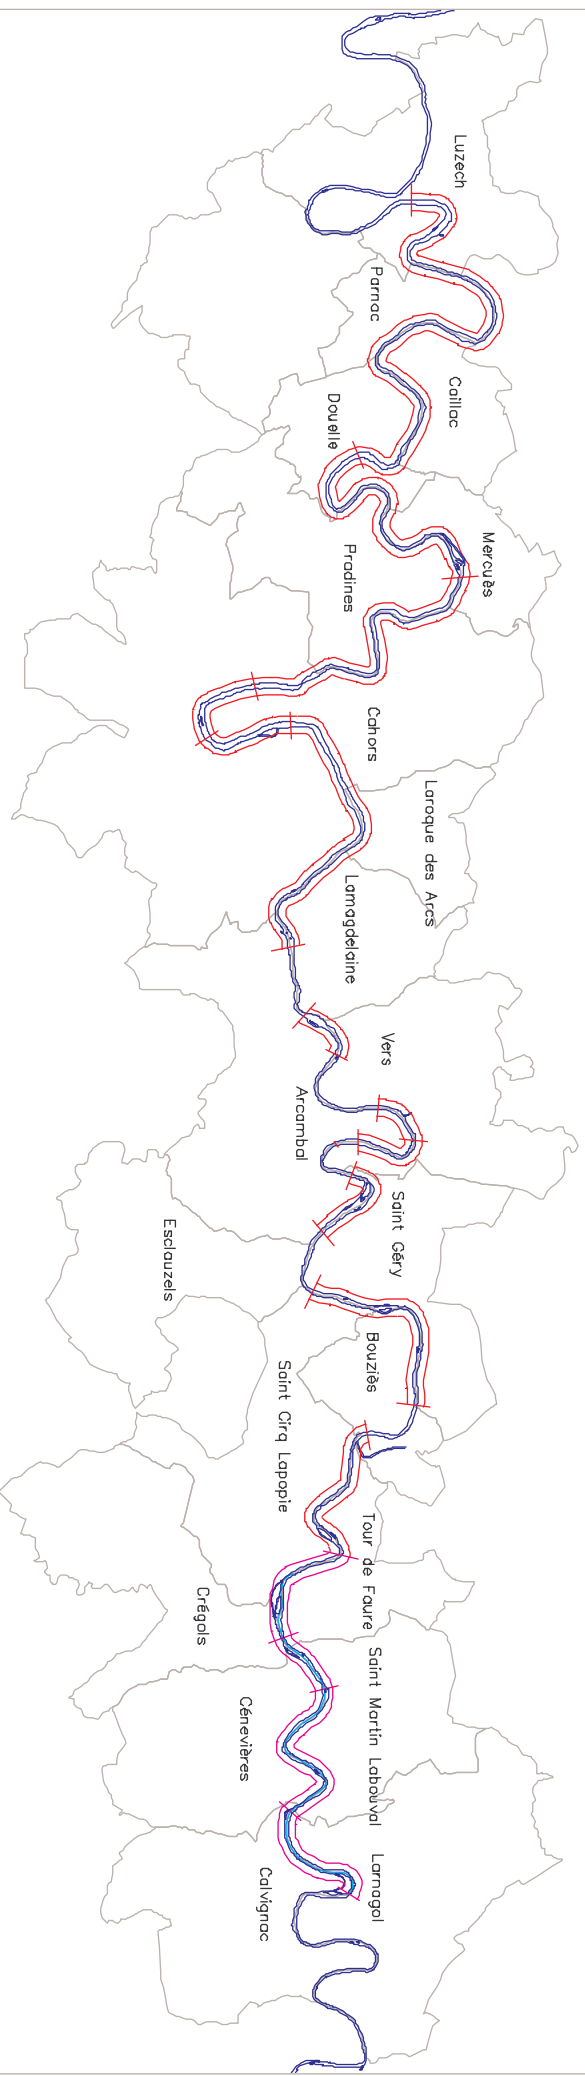 Luzech
Parnac
Caillac
Douelle
Mercuès
Pradines
Cahors
Laroque des Arcs
Lamagdelaine
Vers
Arcambal
Saint Géry
Esclauzels
Bouziès
Saint Cirq Lapopie
Tour de Faure
Crégols
Saint Martin Labouval
Cénevières
Larnagol
Calvignac